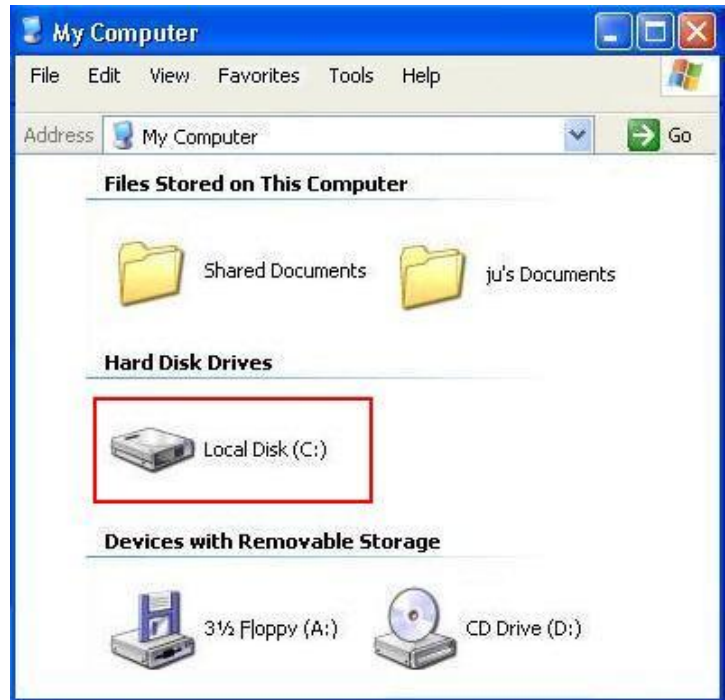 My Computer
File Edit View Favorites Tools Help
Address My Computer Go
Files Stored on This Computer
Shared Documents ju's Documents
Hard Disk Drives
Local Disk (C:)
Devices with Removable Storage
3½ Floppy (A:) CD Drive (D:)